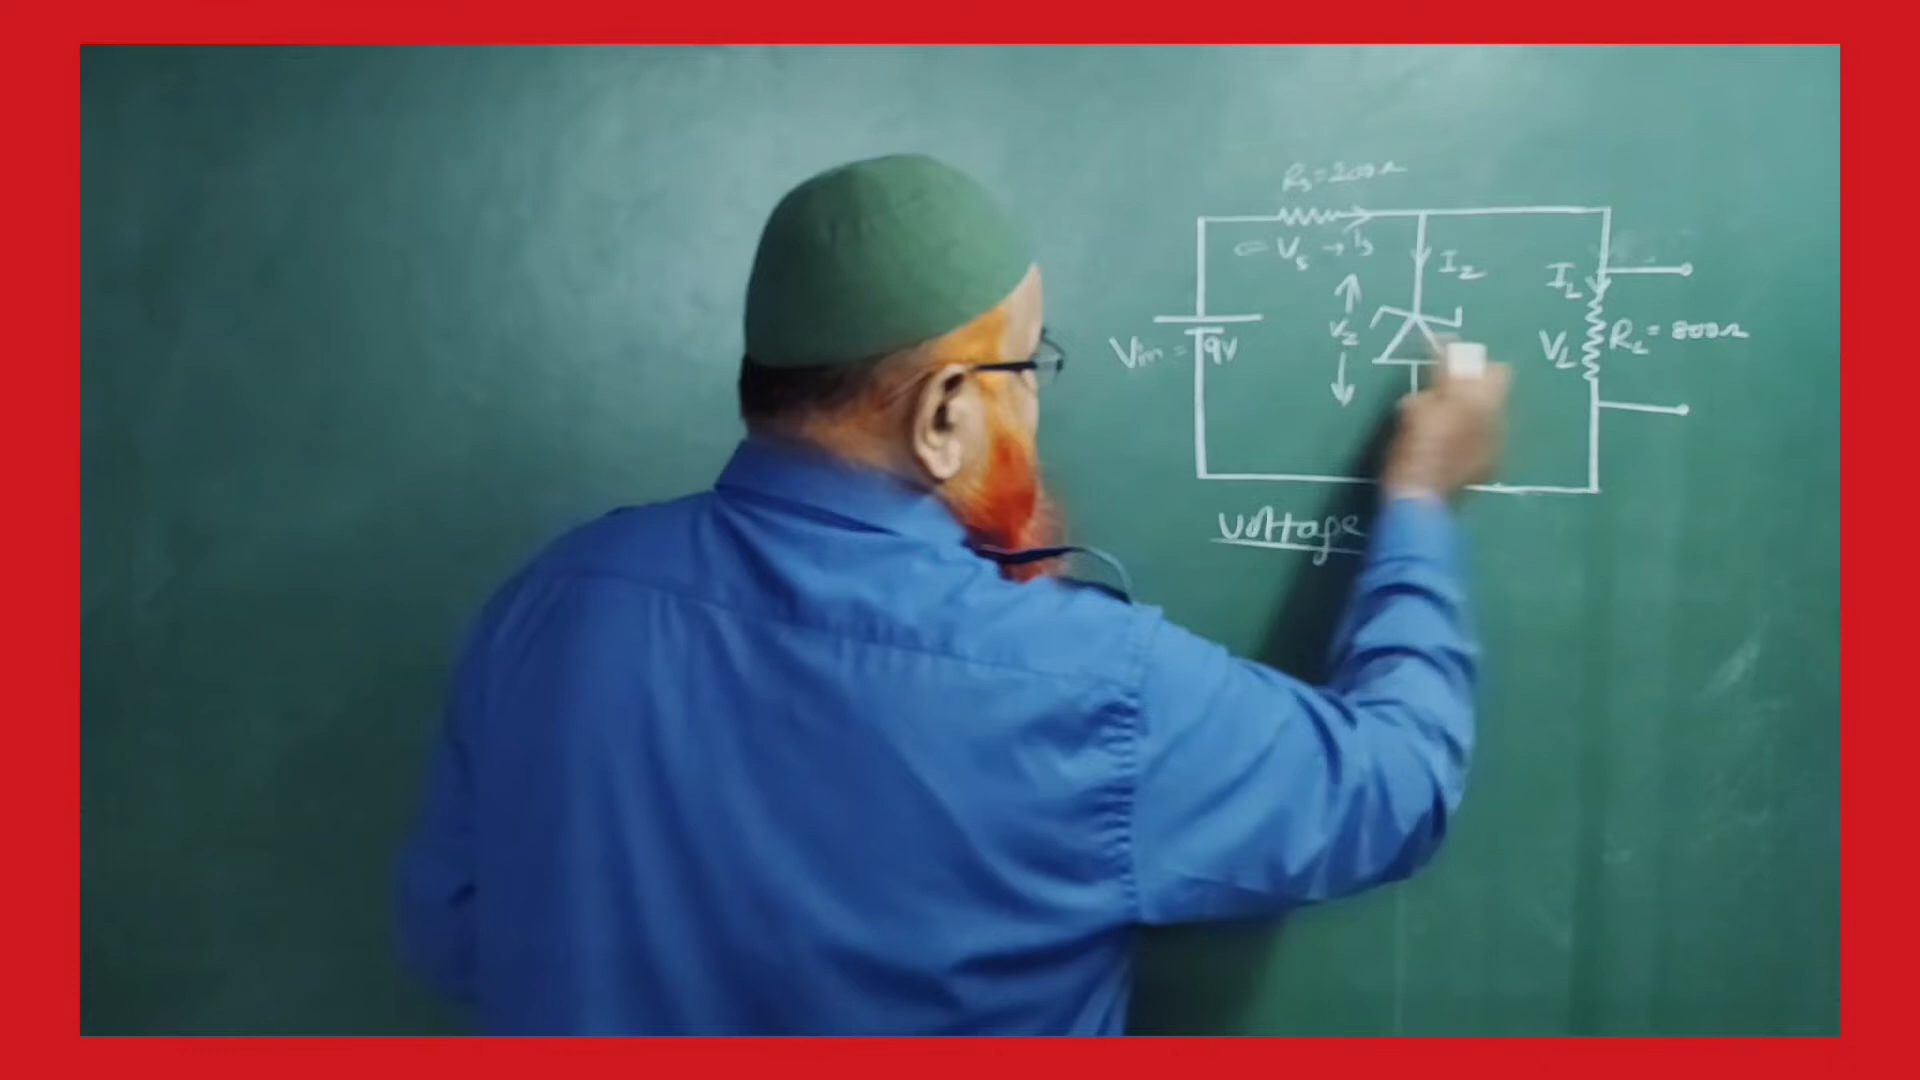 Rs = 200Ω
Vs → Is
Iz
Vz
IL
Vin = 9V
VL
RL = 800Ω
Voltage